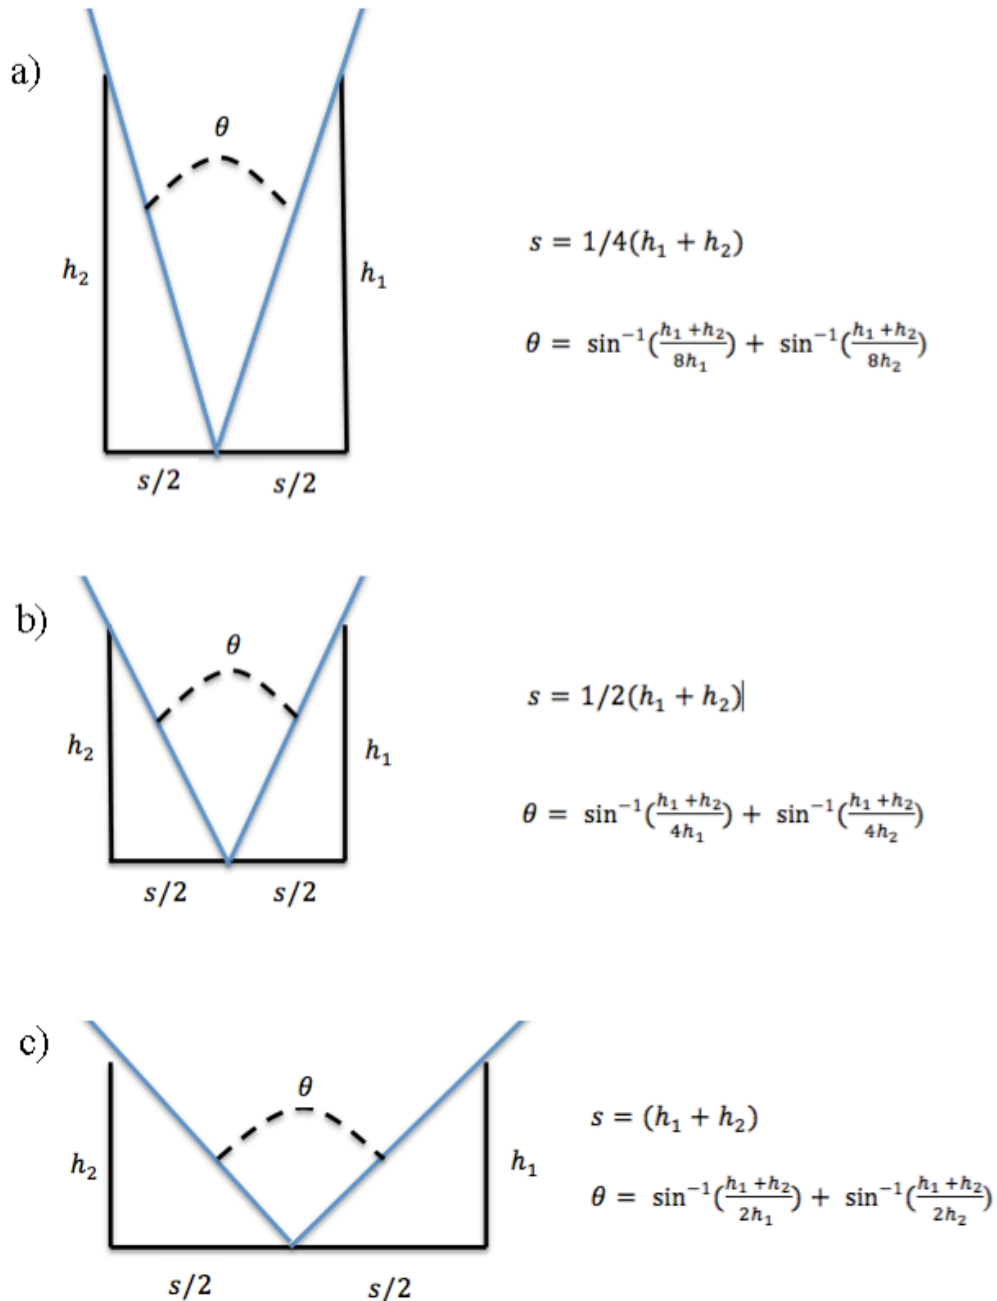 a)
θ
h₂
h₁
s = 1/4(h₁ + h₂)
θ = sin⁻¹(h₁ + h₂ / 8h₁) + sin⁻¹(h₁ + h₂ / 8h₂)
s/2 s/2
b)
θ
h₂
h₁
s = 1/2(h₁ + h₂)
θ = sin⁻¹(h₁ + h₂ / 4h₁) + sin⁻¹(h₁ + h₂ / 4h₂)
s/2 s/2
c)
θ
h₂
h₁
s = (h₁ + h₂)
θ = sin⁻¹(h₁ + h₂ / 2h₁) + sin⁻¹(h₁ + h₂ / 2h₂)
s/2 s/2